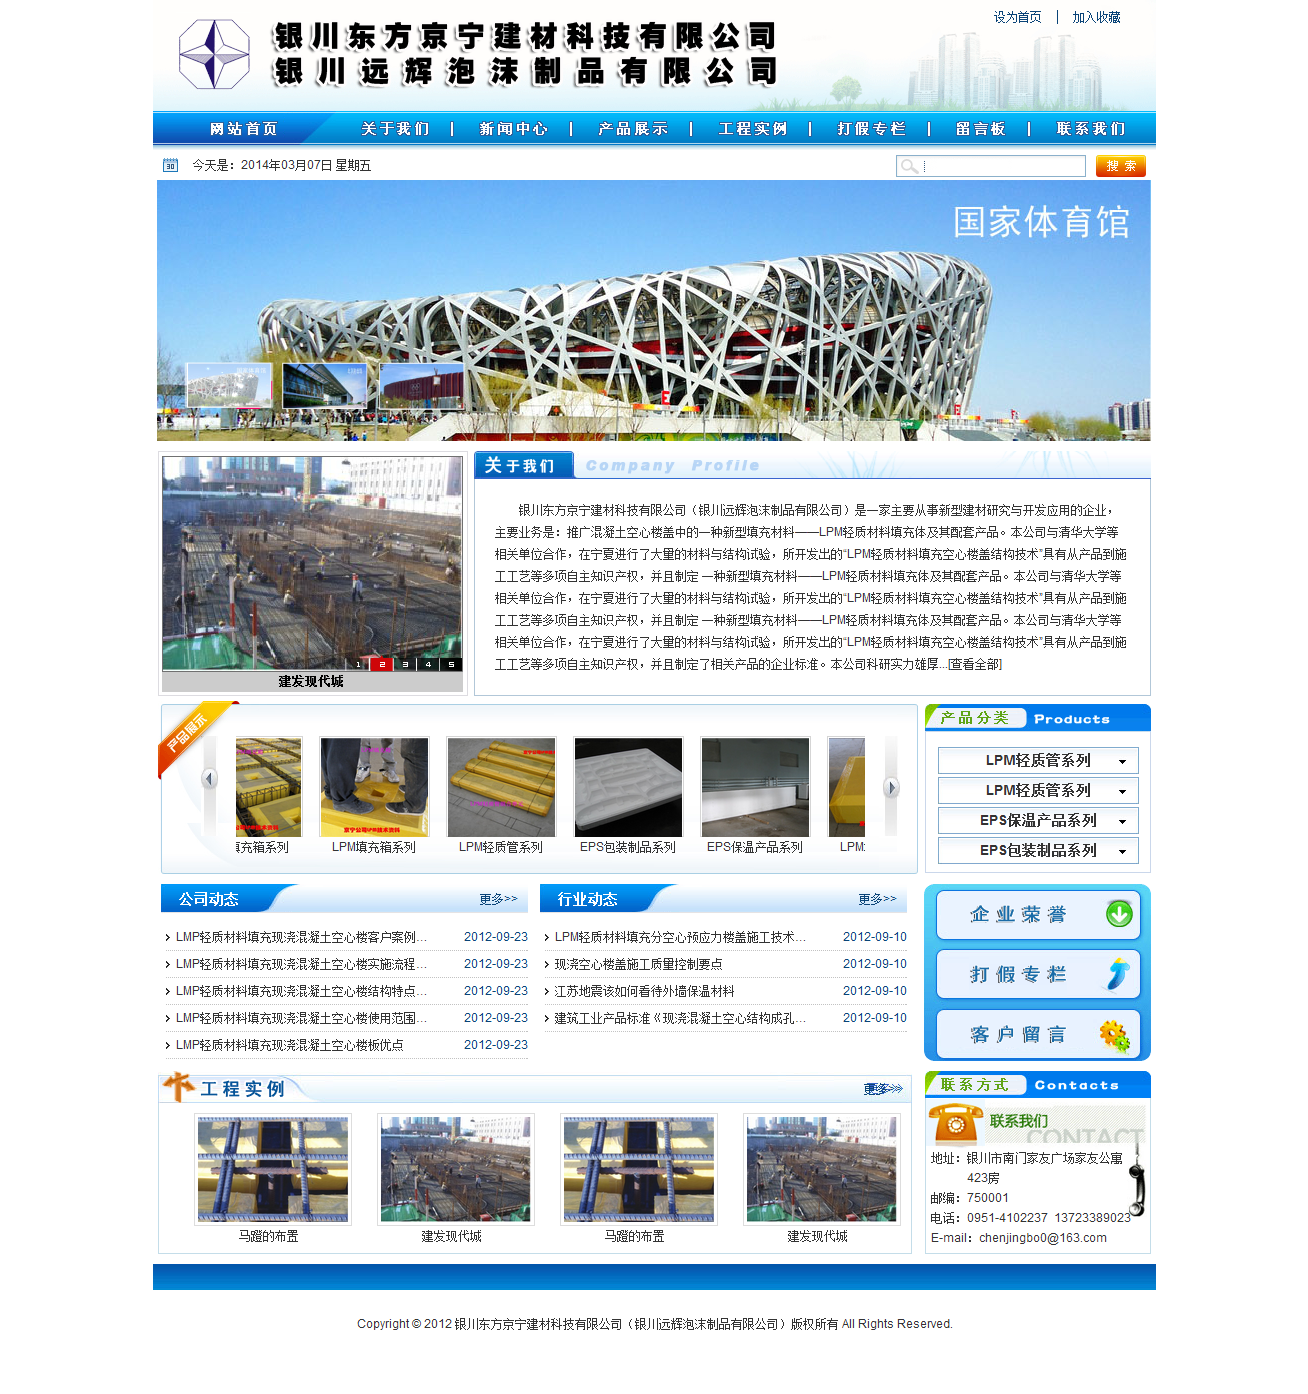 设为首页 | 加入收藏
银川东方京宁建材科技有限公司
银川远辉泡沫制品有限公司
网站首页 关于我们 | 新闻中心 | 产品展示 | 工程实例 | 打假专栏 | 留言板 | 联系我们
30 今天是：2014年03月07日 星期五 搜 索
国家体育馆
关于我们 Company Profile
银川东方京宁建材科技有限公司（银川远辉泡沫制品有限公司）是一家主要从事新型建材研究与开发应用的企业，
主要业务是：推广混凝土空心楼盖中的一种新型填充材料——LPM轻质材料填充体及其配套产品。本公司与清华大学等
相关单位合作，在宁夏进行了大量的材料与结构试验，所开发出的“LPM轻质材料填充空心楼盖结构技术”具有从产品到施
工工艺等多项自主知识产权，并且制定 一种新型填充材料——LPM轻质材料填充体及其配套产品。本公司与清华大学等
相关单位合作，在宁夏进行了大量的材料与结构试验，所开发出的“LPM轻质材料填充空心楼盖结构技术”具有从产品到施
工工艺等多项自主知识产权，并且制定 一种新型填充材料——LPM轻质材料填充体及其配套产品。本公司与清华大学等
相关单位合作，在宁夏进行了大量的材料与结构试验，所开发出的“LPM轻质材料填充空心楼盖结构技术”具有从产品到施
工工艺等多项自主知识产权，并且制定了相关产品的企业标准。本公司科研实力雄厚...[查看全部]
1 2 3 4 5
建发现代城
产品展示
京宁公司LPM技术资料
填充箱系列 LPM填充箱系列 LPM轻质管系列 EPS包装制品系列 EPS保温产品系列 LPM
产品分类 Products
LPM轻质管系列
LPM轻质管系列
EPS保温产品系列
EPS包装制品系列
公司动态 更多>>
LMP轻质材料填充现浇混凝土空心楼客户案例... 2012-09-23
LMP轻质材料填充现浇混凝土空心楼实施流程... 2012-09-23
LMP轻质材料填充现浇混凝土空心楼结构特点... 2012-09-23
LMP轻质材料填充现浇混凝土空心楼使用范围... 2012-09-23
LMP轻质材料填充现浇混凝土空心楼板优点 2012-09-23
行业动态 更多>>
LPM轻质材料填充分空心预应力楼盖施工技术... 2012-09-10
现浇空心楼盖施工质量控制要点 2012-09-10
江苏地震该如何看待外墙保温材料 2012-09-10
建筑工业产品标准《现浇混凝土空心结构成孔... 2012-09-10
企业荣誉
打假专栏
客户留言
工程实例 更多>>
马蹬的布置 建发现代城 马蹬的布置 建发现代城
联系方式 Contacts
联系我们
CONTACT
地址：银川市南门家友广场家友公寓
423房
邮编：750001
电话：0951-4102237 13723389023
E-mail：chenjingbo0@163.com
Copyright © 2012 银川东方京宁建材科技有限公司（银川远辉泡沫制品有限公司）版权所有 All Rights Reserved.